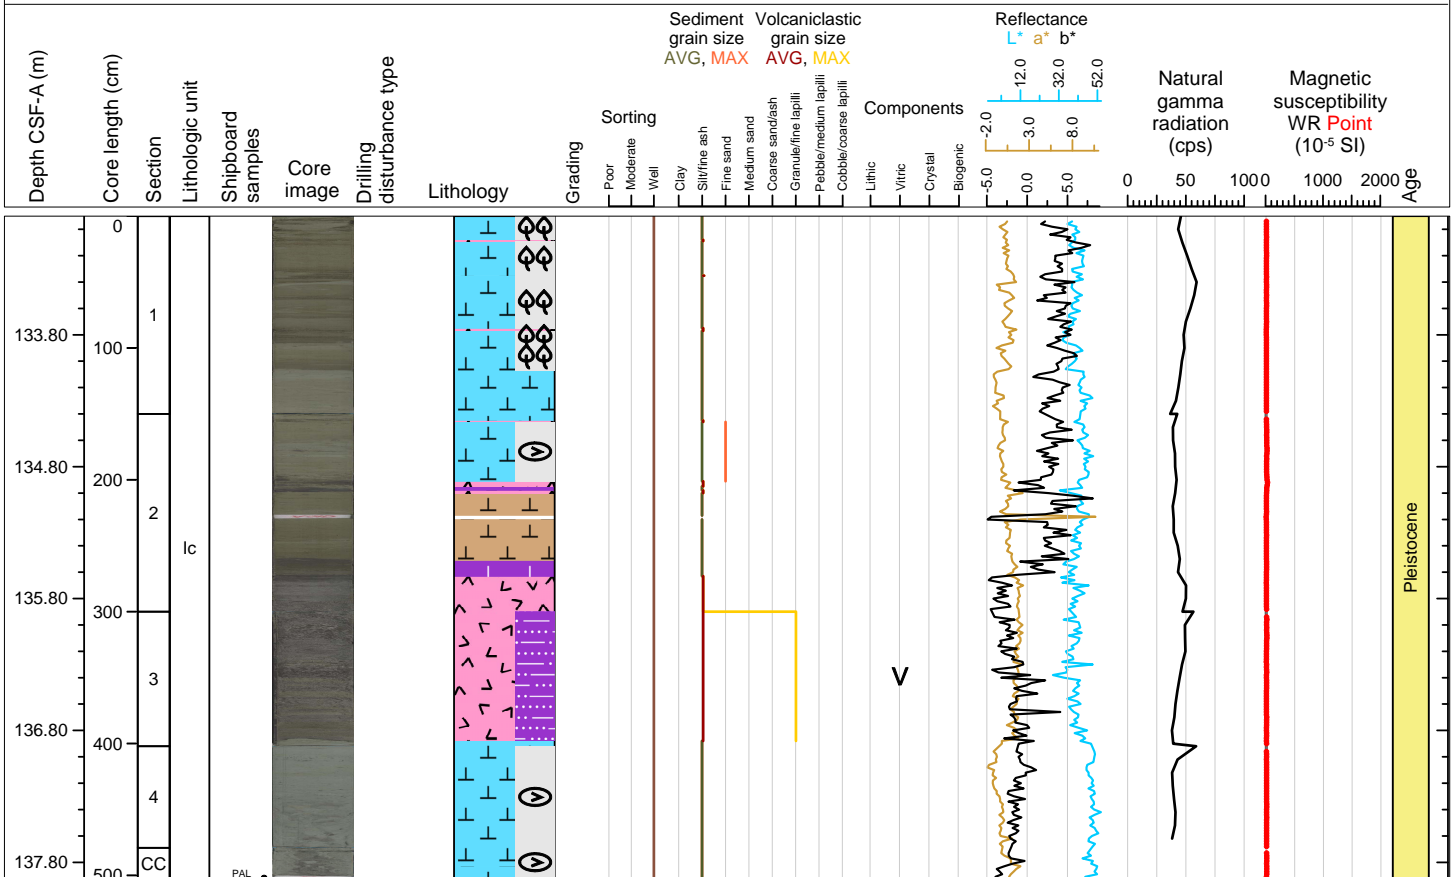 Depth CSF-A (m)
Core length (cm)
Section
Lithologic unit
Shipboard
samples
Core
image
Drilling
disturbance type
Lithology
Grading
Sorting
Poor
Moderate
Well
Sediment
grain size
AVG, MAX
Volcaniclastic
grain size
AVG, MAX
Clay
Silt/fine ash
Fine sand
Medium sand
Coarse sand/ash
Granule/fine lapilli
Pebble/medium lapilli
Cobble/coarse lapilli
Components
Lithic
Vitric
Crystal
Biogenic
Reflectance
L* a* b*
12.0 32.0 52.0
-2.0 3.0 8.0
-5.0 0.0 5.0
Natural
gamma
radiation
(cps)
0 50 100
Magnetic
susceptibility
WR Point
(10-5 SI)
0 1000 2000
Age
0
1
133.80
100
134.80
200
2
Ic
135.80
300
3
V
136.80
400
4
137.80
CC
500
PAL
Pleistocene